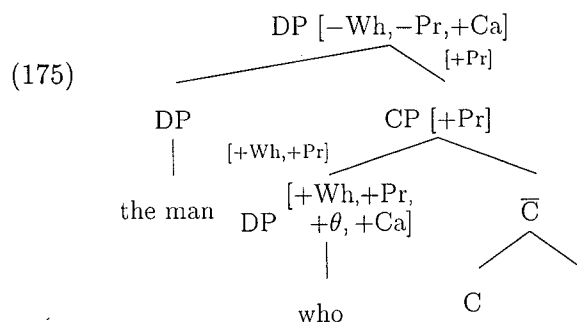 DP [−Wh,−Pr,+Ca]
[+Pr]
(175)
DP CP [+Pr]
[+Wh,+Pr]
the man DP [+Wh,+Pr, +θ, +Ca] C̅
who C